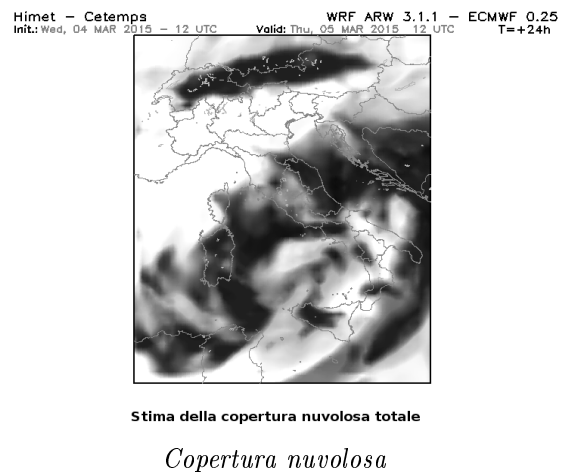 Himet – Cetemps WRF ARW 3.1.1 – ECMWF 0.25
Init.: Wed, 04 MAR 2015 – 12 UTC Valid: Thu, 05 MAR 2015 12 UTC T=+24h
Stima della copertura nuvolosa totale
Copertura nuvolosa